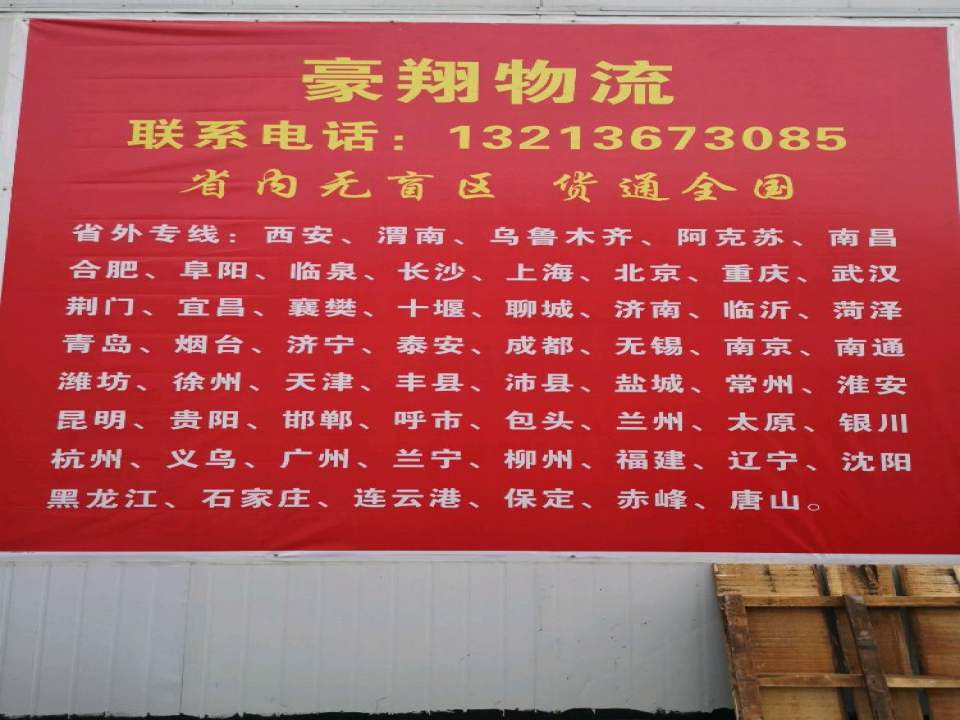 豪翔物流
联系电话：13213673085
省内无盲区 货通全国
省外专线：西安、渭南、乌鲁木齐、阿克苏、南昌
合肥、阜阳、临泉、长沙、上海、北京、重庆、武汉
荆门、宜昌、襄樊、十堰、聊城、济南、临沂、菏泽
青岛、烟台、济宁、泰安、成都、无锡、南京、南通
潍坊、徐州、天津、丰县、沛县、盐城、常州、淮安
昆明、贵阳、邯郸、呼市、包头、兰州、太原、银川
杭州、义乌、广州、兰宁、柳州、福建、辽宁、沈阳
黑龙江、石家庄、连云港、保定、赤峰、唐山。